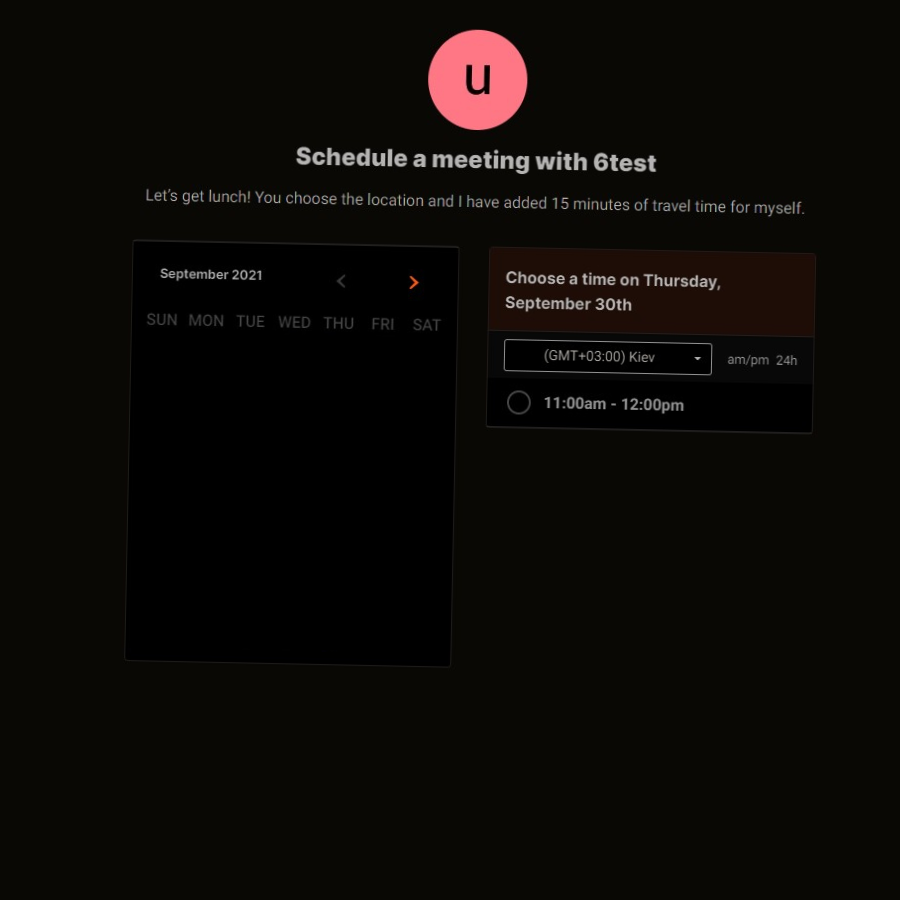 u
Schedule a meeting with 6test
Let's get lunch! You choose the location and I have added 15 minutes of travel time for myself.
September 2021
SUN MON TUE WED THU FRI SAT
Choose a time on Thursday,
September 30th
(GMT+03:00) Kiev
am/pm 24h
11:00am - 12:00pm